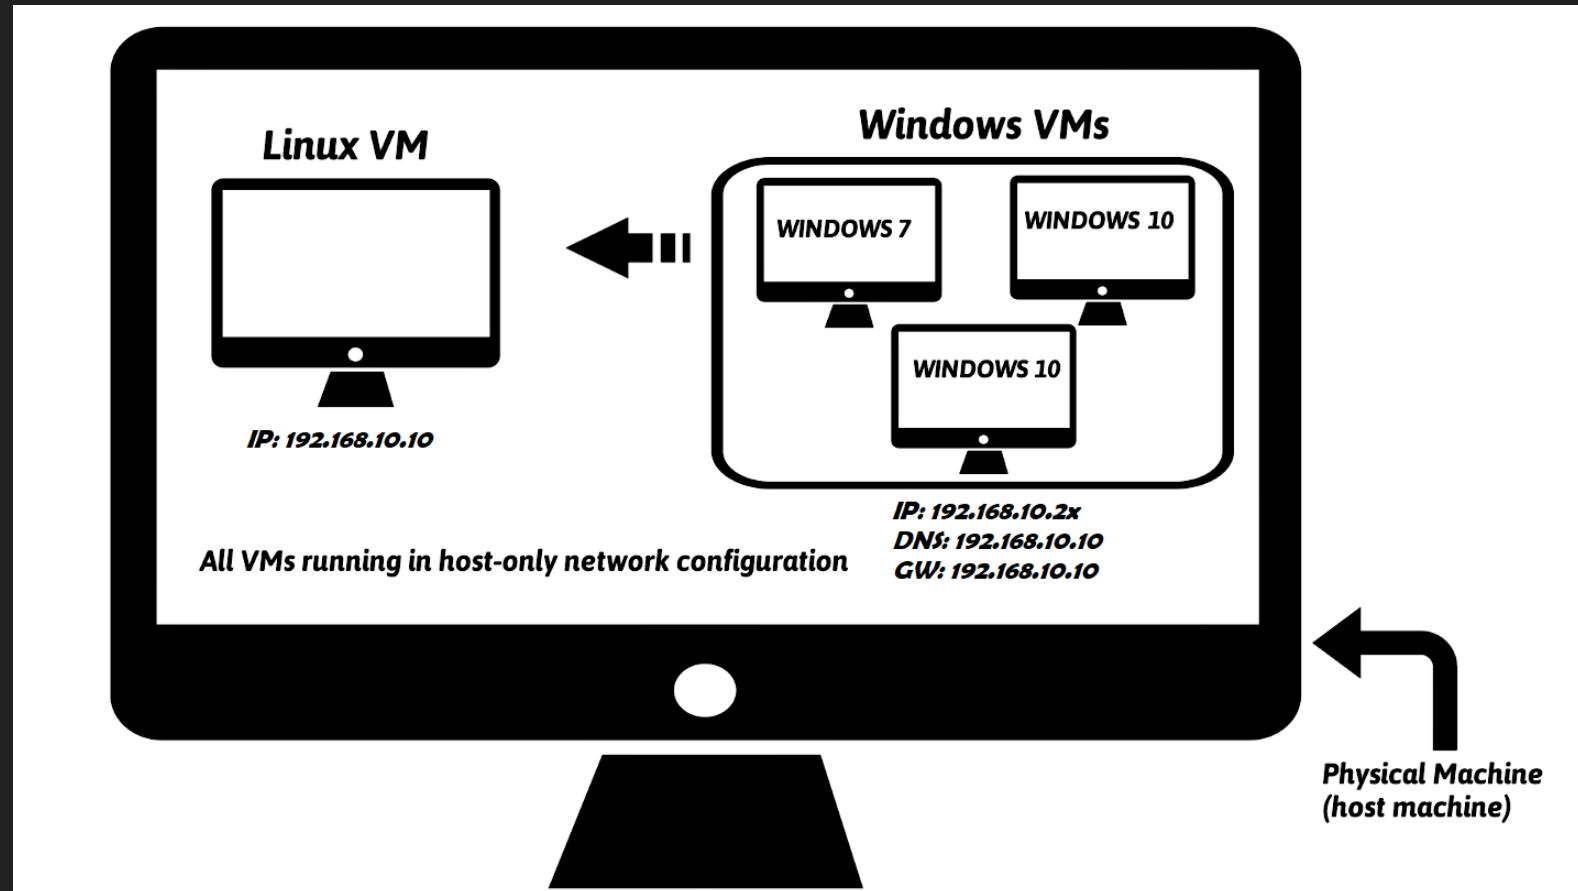 Linux VM
Windows VMs
WINDOWS 7
WINDOWS 10
WINDOWS 10
IP: 192.168.10.10
IP: 192.168.10.2x
DNS: 192.168.10.10
GW: 192.168.10.10
All VMs running in host-only network configuration
Physical Machine
(host machine)